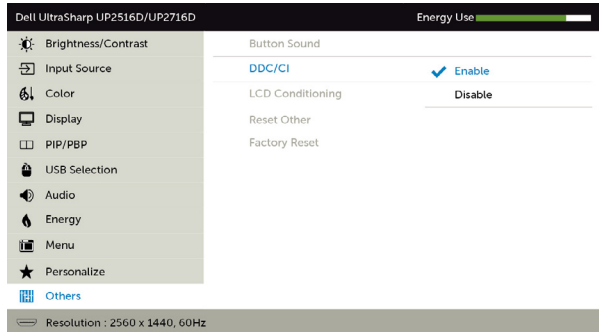 Dell UltraSharp UP2516D/UP2716D Energy Use
Brightness/Contrast Button Sound
Input Source DDC/CI Enable
Color LCD Conditioning Disable
Display Reset Other
PIP/PBP Factory Reset
USB Selection
Audio
Energy
Menu
Personalize
Others
Resolution : 2560 x 1440, 60Hz